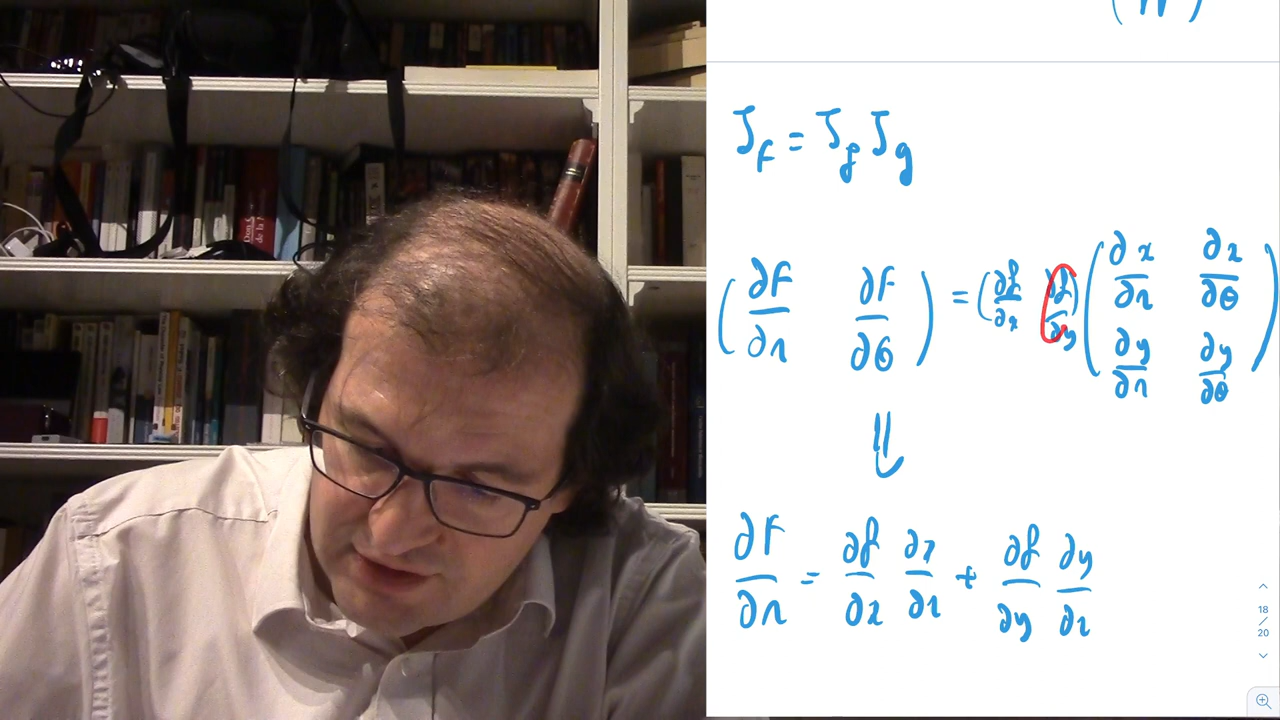 J_F = J_f J_g
( ∂F/∂r ∂F/∂θ ) = ( ∂f/∂x ∂f/∂y ) ( ∂x/∂r ∂x/∂θ
∂y/∂r ∂y/∂θ )
⇓
∂F/∂r = ∂f/∂x ∂x/∂r + ∂f/∂y ∂y/∂r
18
/
20